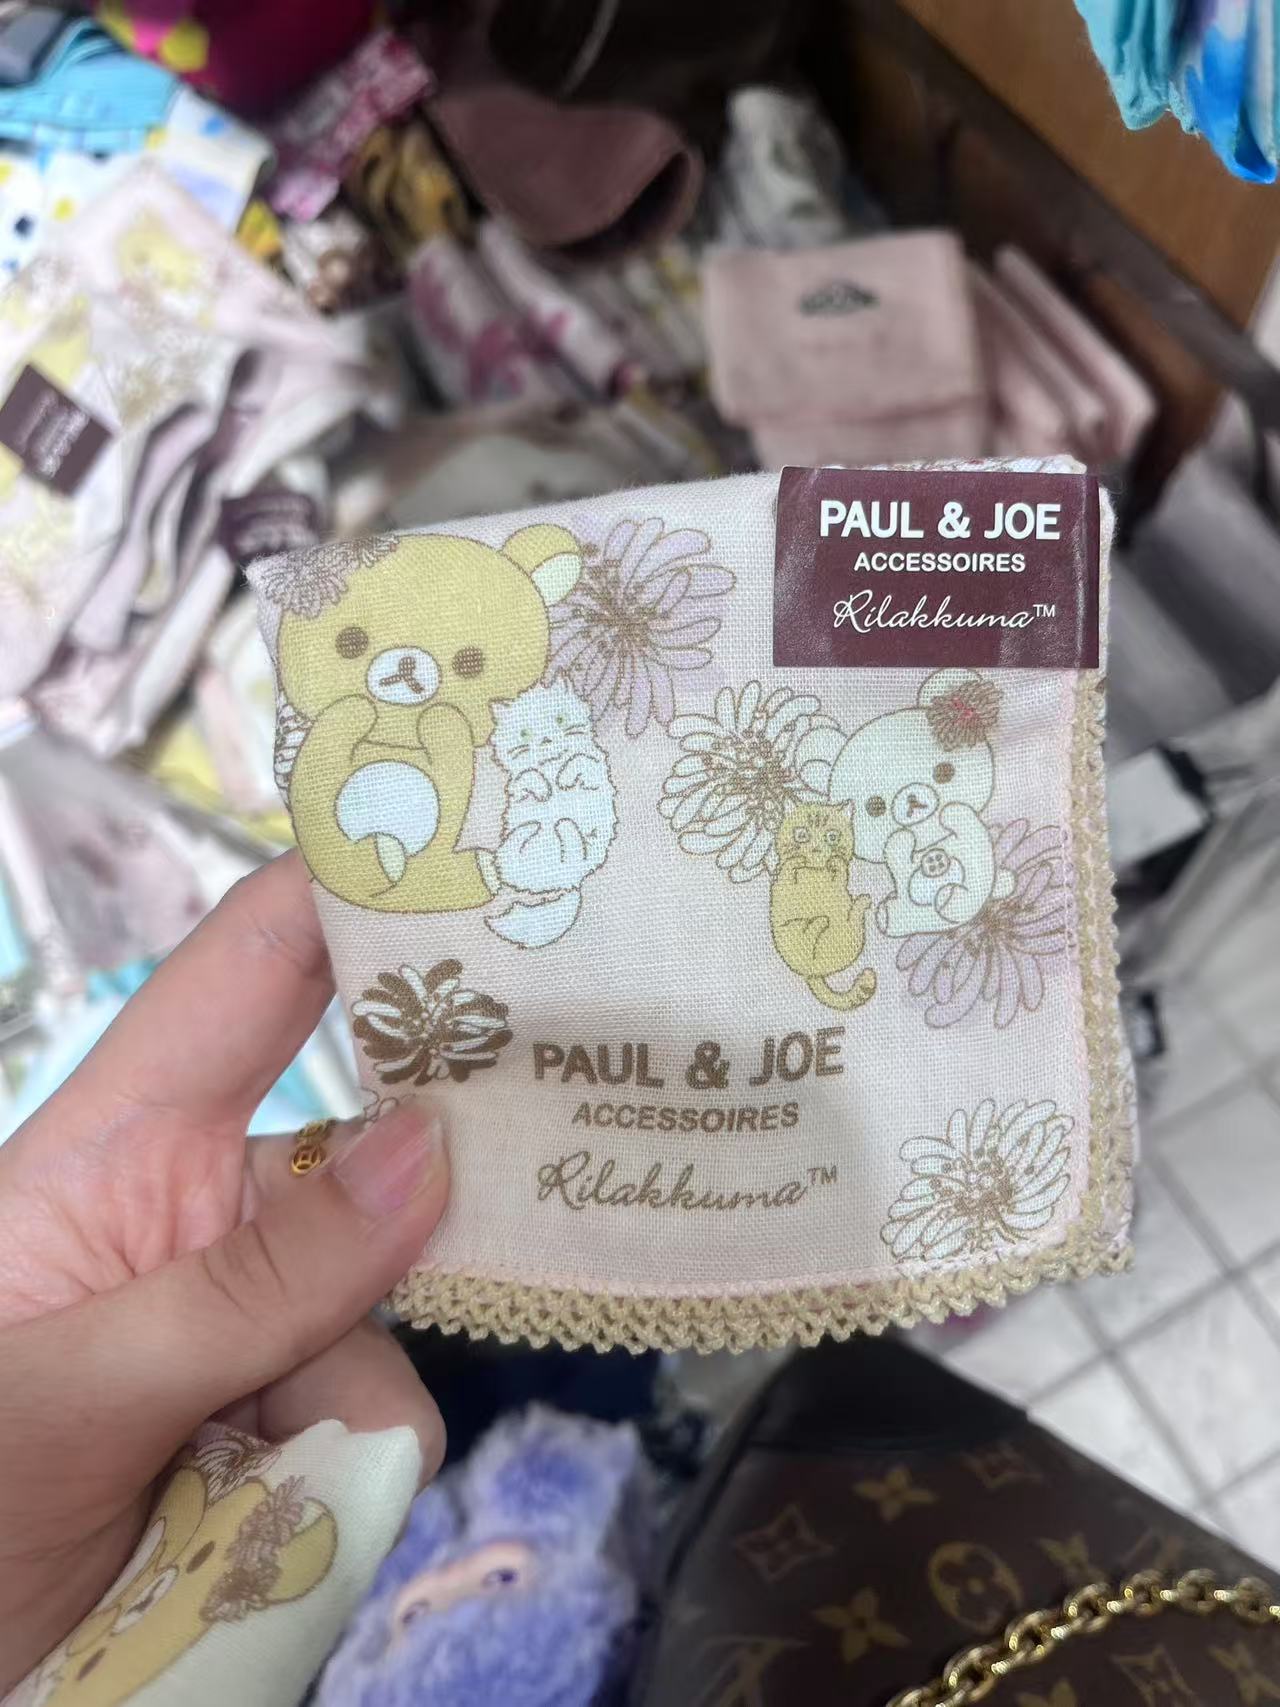 PAUL & JOE
ACCESSOIRES
Rilakkuma™
PAUL & JOE
ACCESSOIRES
Rilakkuma™